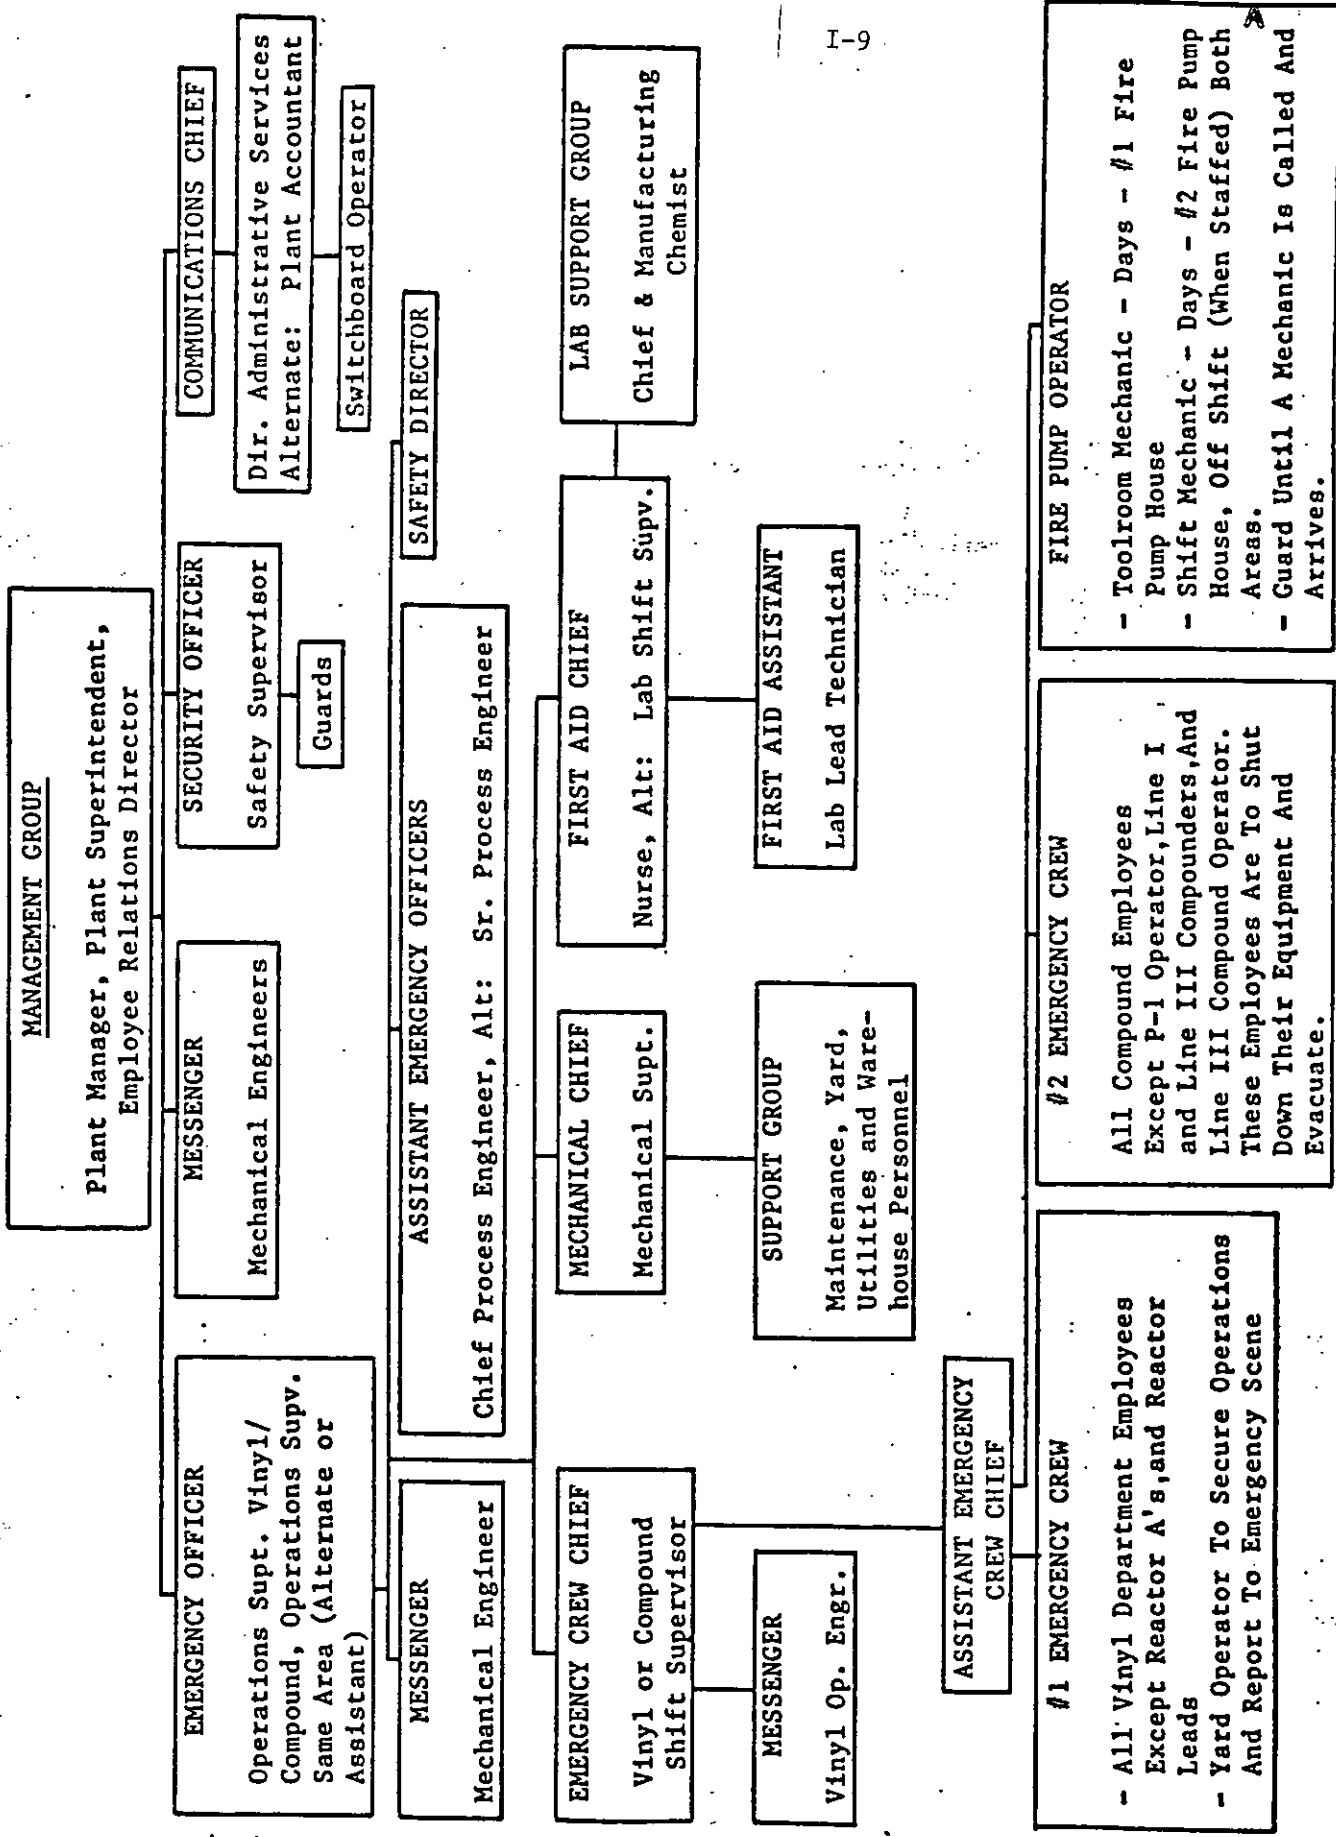 MANAGEMENT GROUP
Plant Manager, Plant Superintendent,
Employee Relations Director
EMERGENCY OFFICER
Operations Supt. Vinyl/
Compound, Operations Supv.
Same Area (Alternate or
Assistant)
MESSENGER
Mechanical Engineers
SECURITY OFFICER
Safety Supervisor
Guards
COMMUNICATIONS CHIEF
Dir. Administrative Services
Alternate: Plant Accountant
Switchboard Operator
MESSENGER
Mechanical Engineer
ASSISTANT EMERGENCY OFFICERS
Chief Process Engineer, Alt: Sr. Process Engineer
SAFETY DIRECTOR
EMERGENCY CREW CHIEF
Vinyl or Compound
Shift Supervisor
MECHANICAL CHIEF
Mechanical Supt.
FIRST AID CHIEF
Nurse, Alt: Lab Shift Supv.
LAB SUPPORT GROUP
Chief & Manufacturing
Chemist
MESSENGER
Vinyl Op. Engr.
SUPPORT GROUP
Maintenance, Yard,
Utilities and Ware-
house Personnel
FIRST AID ASSISTANT
Lab Lead Technician
I-9
ASSISTANT EMERGENCY
CREW CHIEF
#1 EMERGENCY CREW
- All Vinyl Department Employees
Except Reactor A's,and Reactor
Leads
- Yard Operator To Secure Operations
And Report To Emergency Scene
#2 EMERGENCY CREW
All Compound Employees
Except P-1 Operator,Line I
and Line III Compounders,And
Line III Compound Operator.
These Employees Are To Shut
Down Their Equipment And
Evacuate.
FIRE PUMP OPERATOR
- Toolroom Mechanic - Days - #1 Fire
Pump House
- Shift Mechanic - Days - #2 Fire Pump
House, Off Shift (When Staffed) Both
Areas.
- Guard Until A Mechanic Is Called And
Arrives.